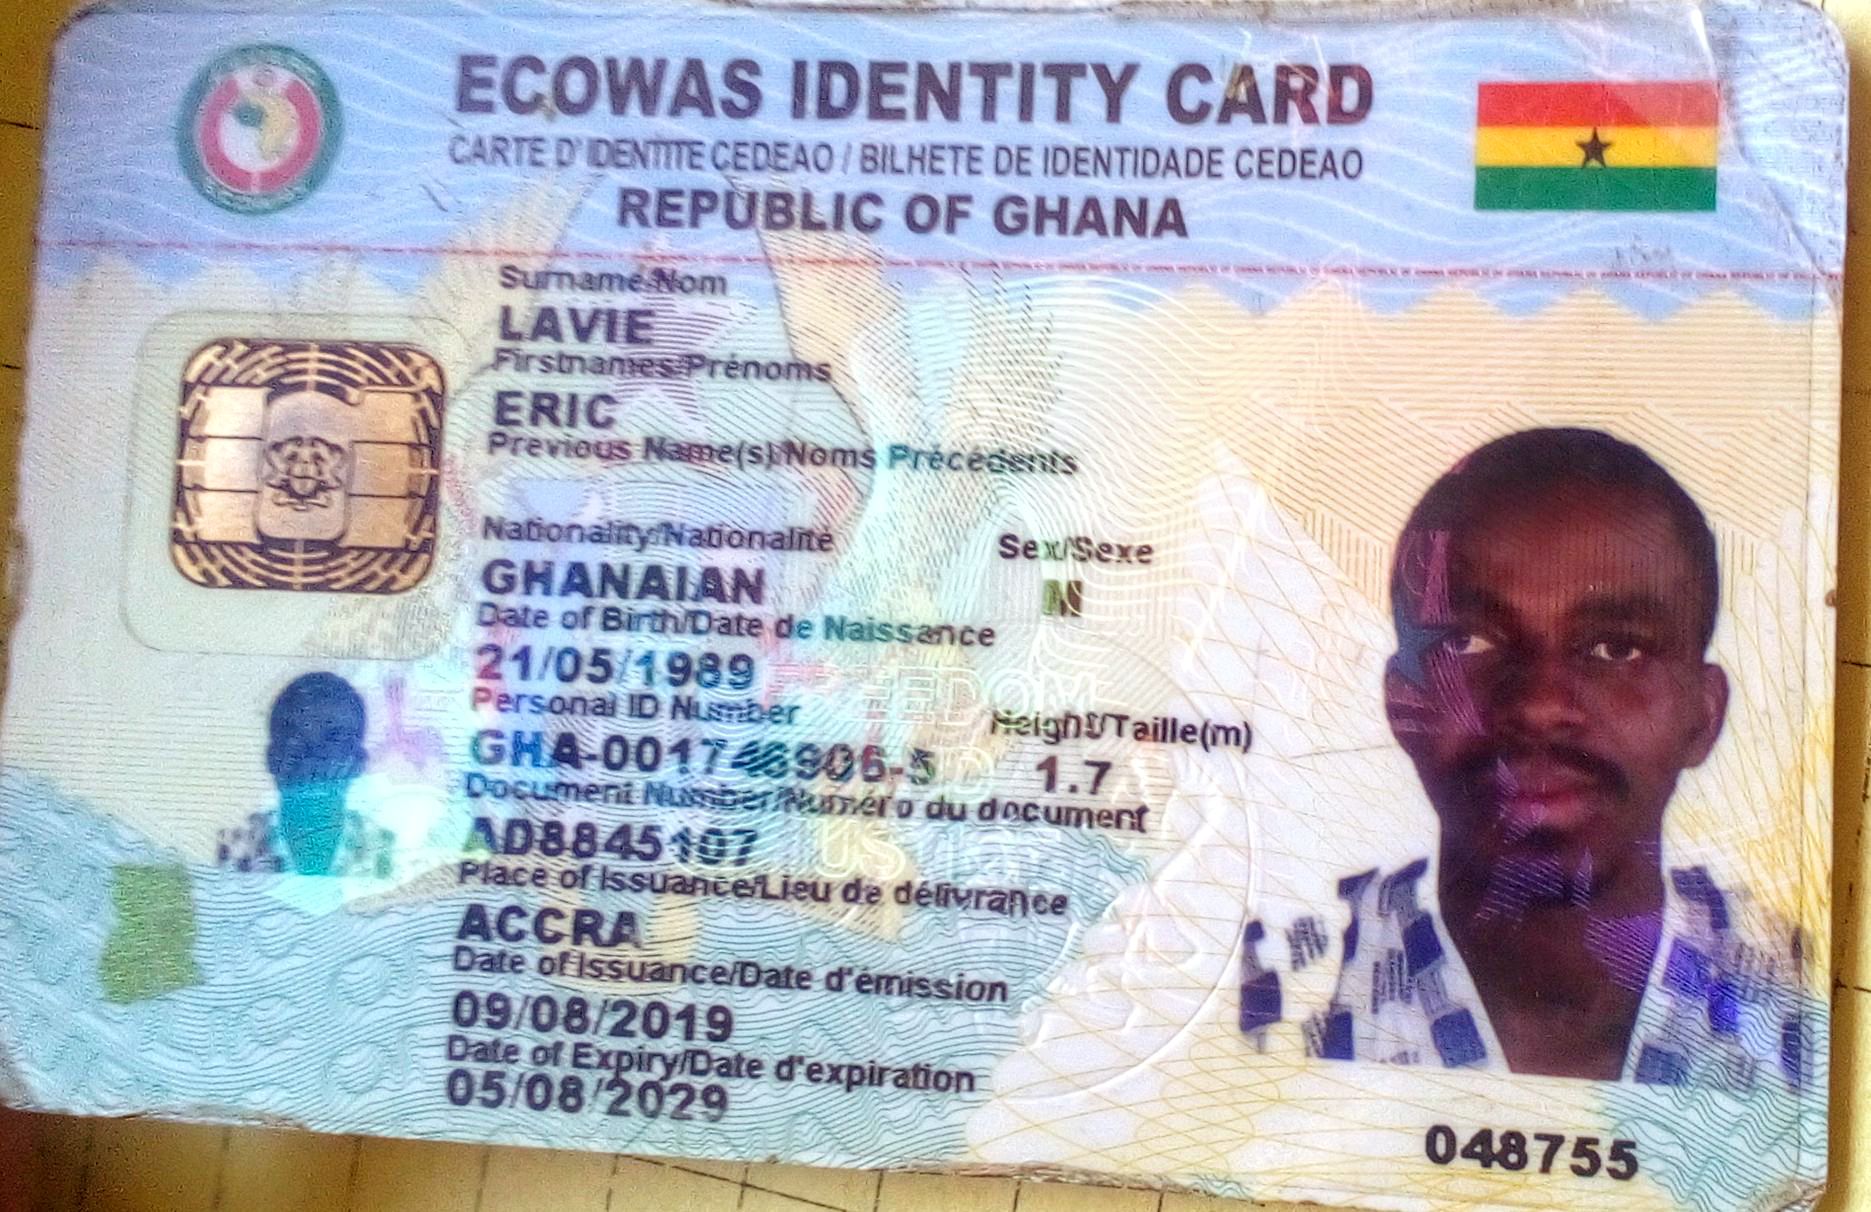 ECOWAS IDENTITY CARD
CARTE D'IDENTITE CEDEAO / BILHETE DE IDENTIDADE CEDEAO
REPUBLIC OF GHANA
Surname/Nom
LAVIE
Firstnames/Prénoms
ERIC
Previous Name(s)/Noms Précédents
Nationality/Nationalité
Sex/Sexe
GHANAIAN
M
Date of Birth/Date de Naissance
21/05/1989
Personal ID Number
Height/Taille(m)
GHA-001746906-5
1.7
Document Number/Numéro du document
AD8845107
Place of Issuance/Lieu de délivrance
ACCRA
Date of Issuance/Date d'émission
09/08/2019
Date of Expiry/Date d'expiration
05/08/2029
048755